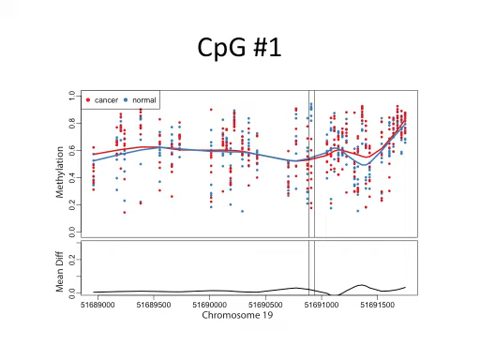 CpG #1
cancer normal
Methylation
1.0
0.8
0.6
0.4
0.2
0.0
Mean Diff
0.2
0.0
51689000 51689500 51690000 51690500 51691000 51691500
Chromosome 19